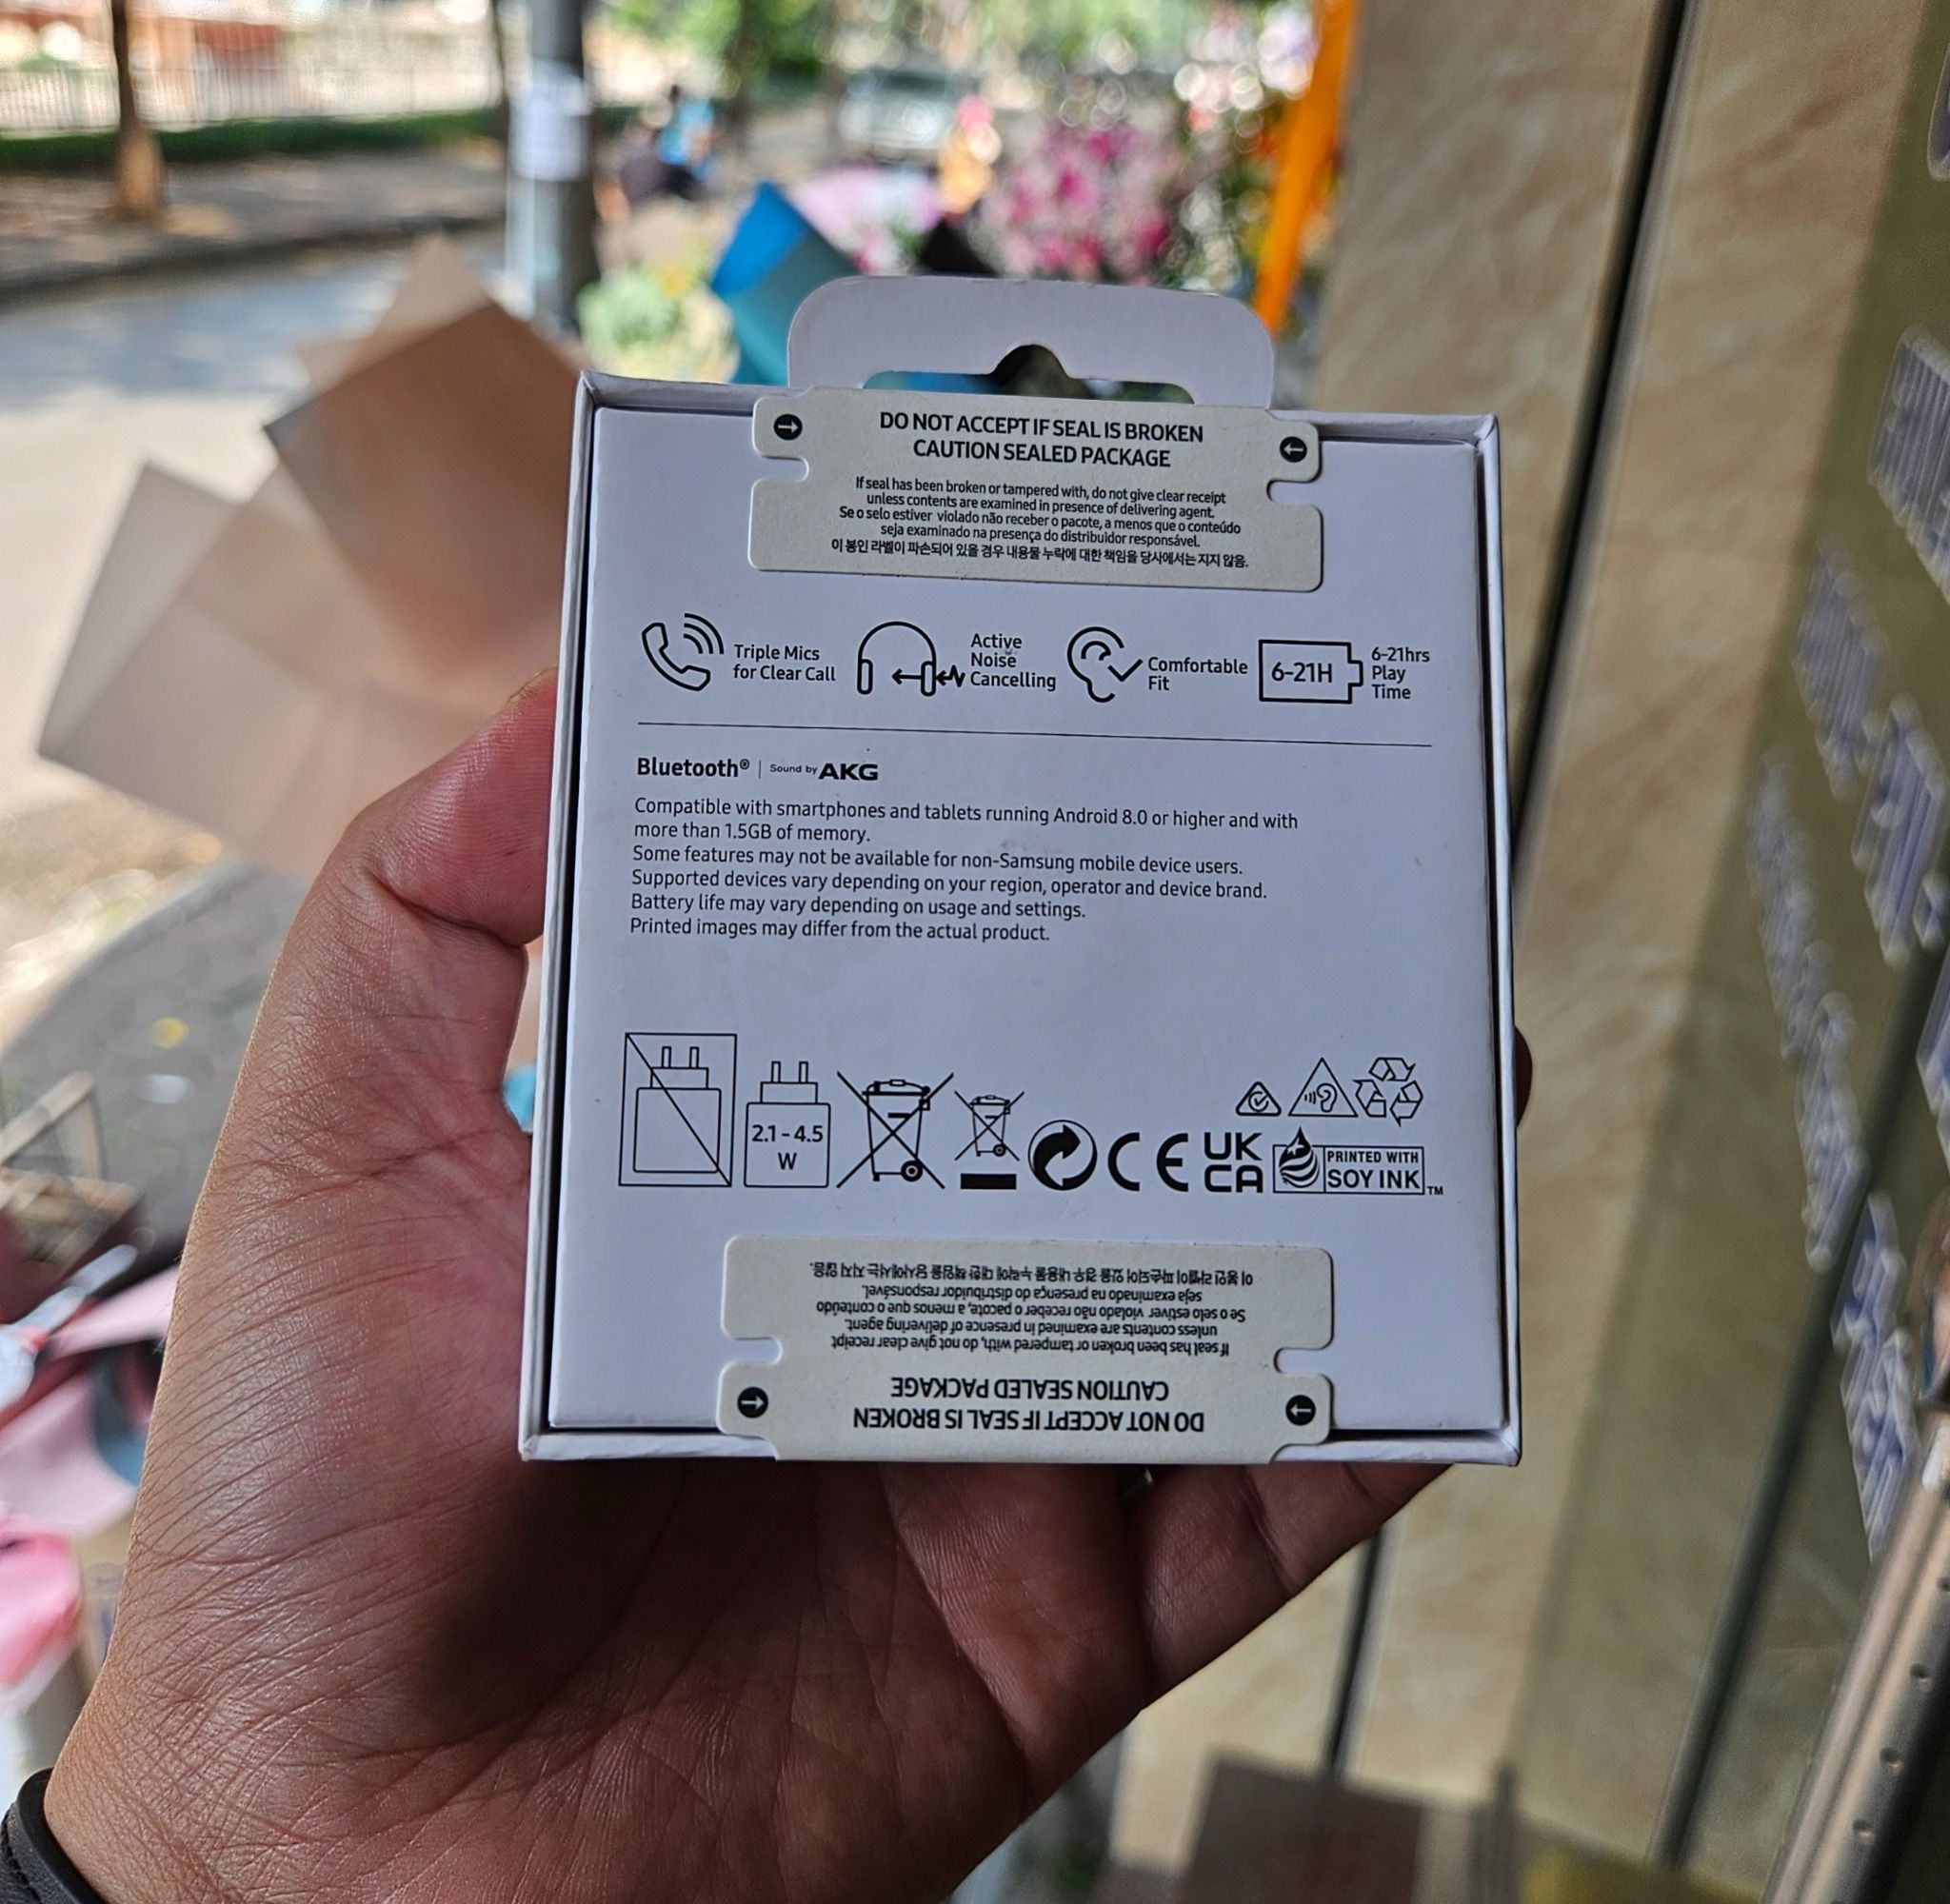 DO NOT ACCEPT IF SEAL IS BROKEN
CAUTION SEALED PACKAGE
If seal has been broken or tampered with, do not give clear receipt
unless contents are examined in presence of delivering agent.
Se o selo estiver violado não receber o pacote, a menos que o conteúdo
seja examinado na presença do distribuidor responsável.
이 봉인 라벨이 파손되어 있을 경우 내용물 누락에 대한 책임을 당사에서는 지지 않음.
Triple Mics
for Clear Call
Active
Noise
Cancelling
Comfortable
Fit
6-21H
6-21hrs
Play
Time
Bluetooth® | Sound by AKG
Compatible with smartphones and tablets running Android 8.0 or higher and with
more than 1.5GB of memory.
Some features may not be available for non-Samsung mobile device users.
Supported devices vary depending on your region, operator and device brand.
Battery life may vary depending on usage and settings.
Printed images may differ from the actual product.
2.1 - 4.5
W
CE
UK
CA
PRINTED WITH
SOY INK™
DO NOT ACCEPT IF SEAL IS BROKEN
CAUTION SEALED PACKAGE
If seal has been broken or tampered with, do not give clear receipt
unless contents are examined in presence of delivering agent.
Se o selo estiver violado não receber o pacote, a menos que o conteúdo
seja examinado na presença do distribuidor responsável.
이 봉인 라벨이 파손되어 있을 경우 내용물 누락에 대한 책임을 당사에서는 지지 않음.